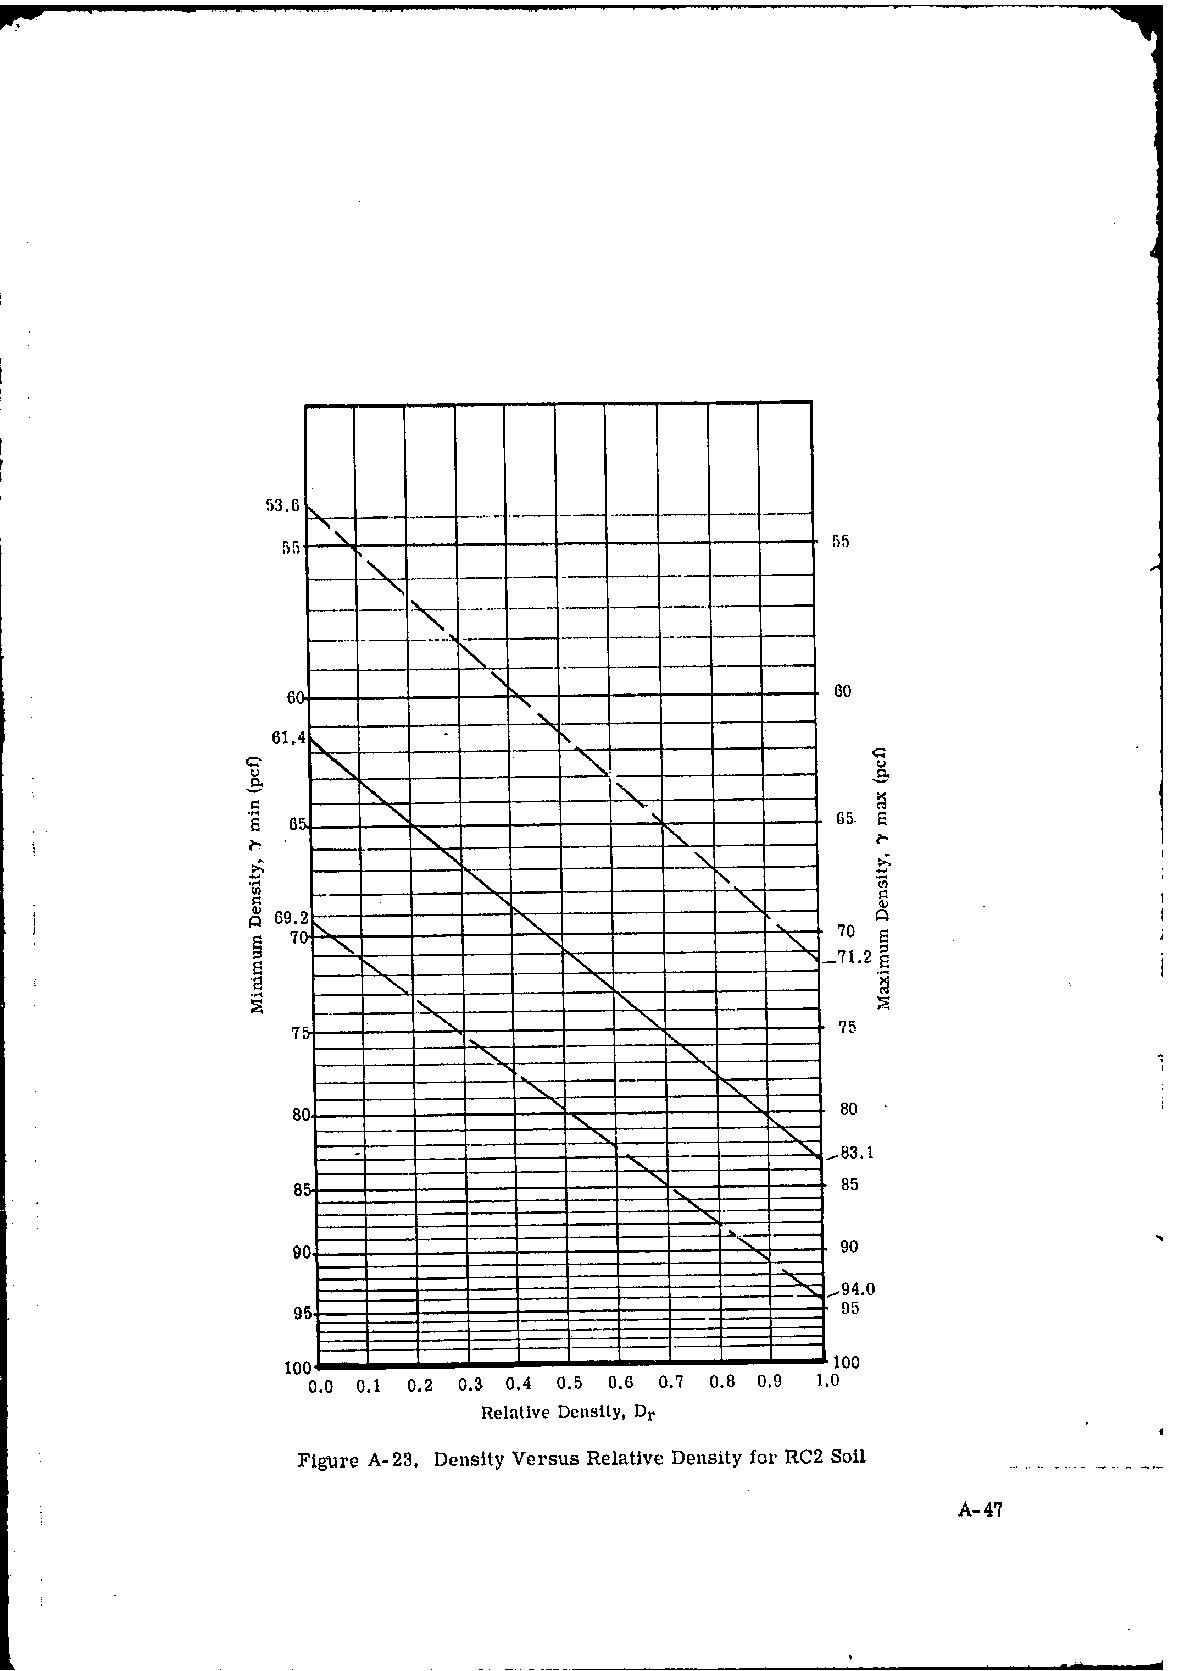 53.6
55 55
60 60
61.4
65 65
69.2
70 70
71.2
75 75
80 80
83.1
85 85
90 90
94.0
95 95
100 100
Minimum Density, γ min (pcf)
Maximum Density, γ max (pcf)
0.0 0.1 0.2 0.3 0.4 0.5 0.6 0.7 0.8 0.9 1.0
Relative Density, Dr
Figure A-23. Density Versus Relative Density for RC2 Soil
A-47